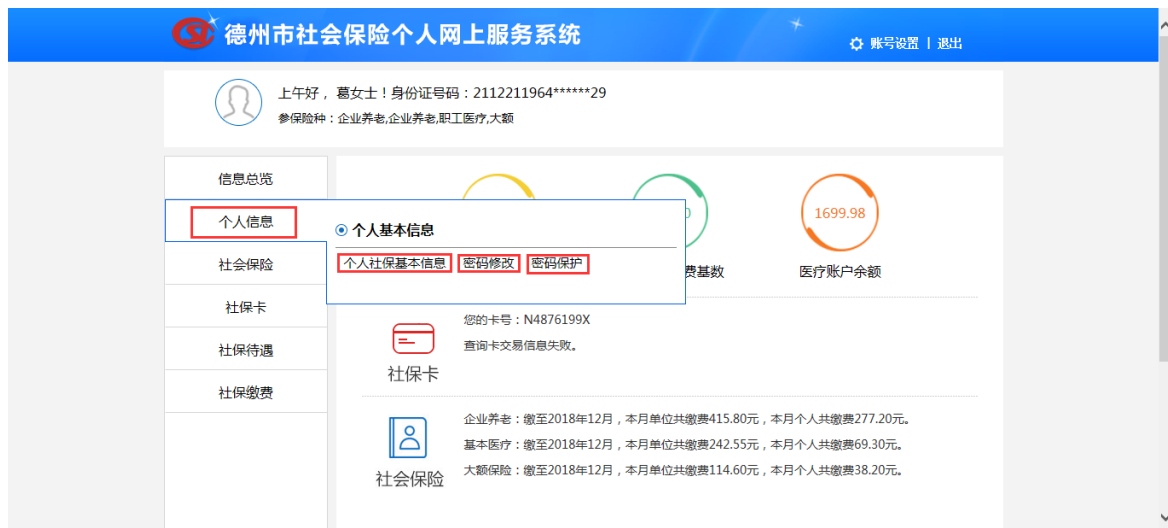 德州市社会保险个人网上服务系统
账号设置 | 退出
上午好，葛女士！身份证号码：2112211964******29
参保险种：企业养老,企业养老,职工医疗,大额
信息总览
个人信息
社会保险
社保卡
社保待遇
社保缴费
1699.98
个人基本信息
个人社保基本信息 密码修改 密码保护
费基数
医疗账户余额
社保卡
您的卡号：N4876199X
查询卡交易信息失败。
社会保险
企业养老：缴至2018年12月，本月单位共缴费415.80元，本月个人共缴费277.20元。
基本医疗：缴至2018年12月，本月单位共缴费242.55元，本月个人共缴费69.30元。
大额保险：缴至2018年12月，本月单位共缴费114.60元，本月个人共缴费38.20元。